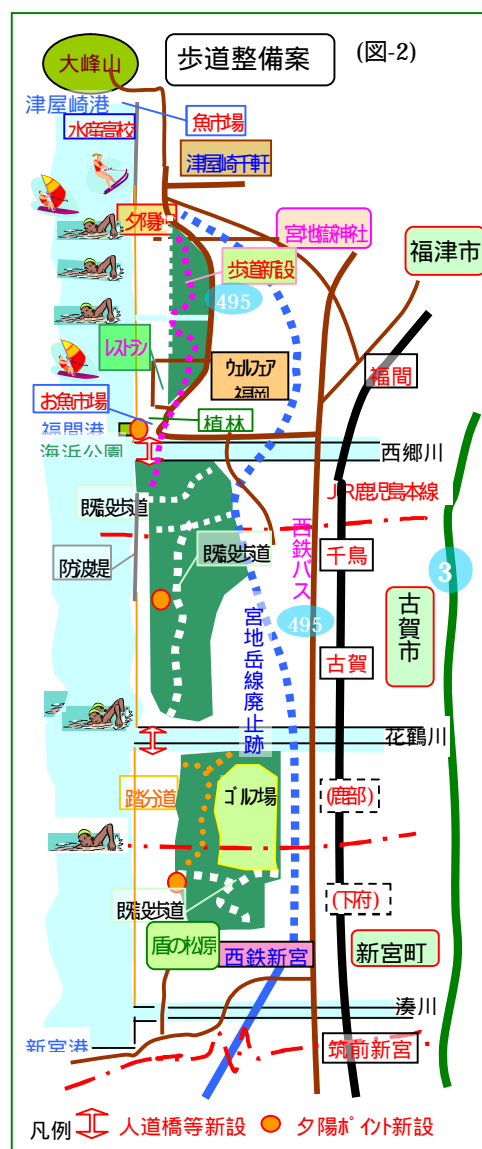 歩道整備案
(図-2)
大峰山
津屋崎港
魚市場
水産高校
津屋崎千軒
宮地嶽神社
福津市
歩道新設
495
レストラン
ウェルフェア
福岡
福間
お魚市場
植林
福間港
海浜公園
西郷川
JR鹿児島本線
既設歩道
既設歩道
西鉄バス
千鳥
3
防波堤
宮地岳線廃止跡
495
古賀市
古賀
花鶴川
踏分道
ゴルフ場
(鹿部)
既設歩道
(下府)
盾の松原
西鉄新宮
新宮町
湊川
新宮港
筑前新宮
凡例
人道橋等新設
夕陽ポイント新設